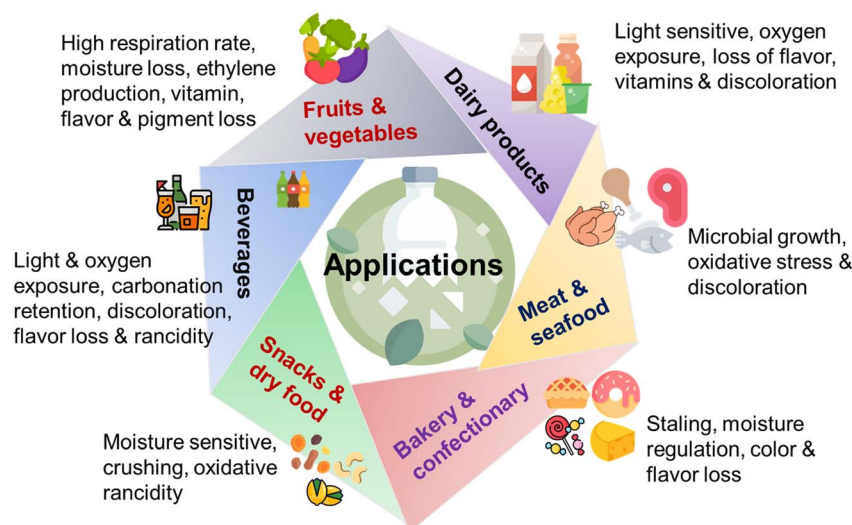 High respiration rate,
moisture loss, ethylene
production, vitamin,
flavor & pigment loss
Fruits &
vegetables
Dairy products
Light sensitive, oxygen
exposure, loss of flavor,
vitamins & discoloration
Beverages
Light & oxygen
exposure, carbonation
retention, discoloration,
flavor loss & rancidity
Applications
Meat &
seafood
Microbial growth,
oxidative stress &
discoloration
Snacks &
dry food
Moisture sensitive,
crushing, oxidative
rancidity
Bakery &
confectionary
Staling, moisture
regulation, color &
flavor loss